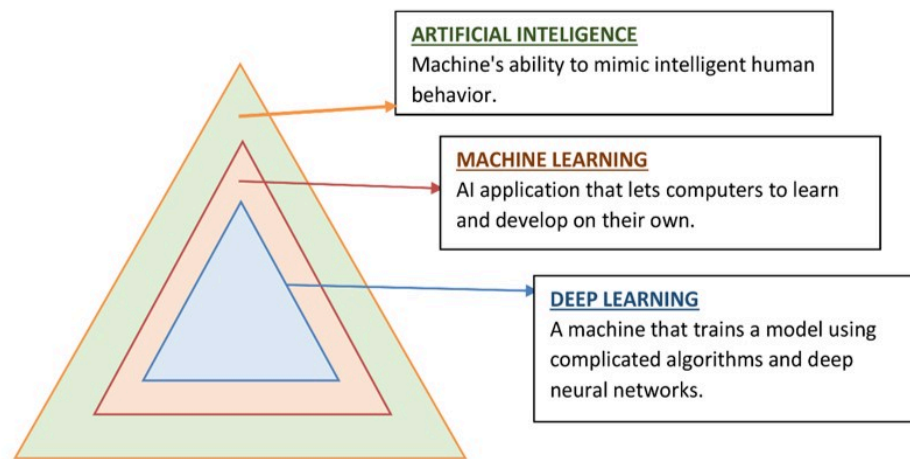 ARTIFICIAL INTELIGENCE
Machine's ability to mimic intelligent human
behavior.
MACHINE LEARNING
AI application that lets computers to learn
and develop on their own.
DEEP LEARNING
A machine that trains a model using
complicated algorithms and deep
neural networks.